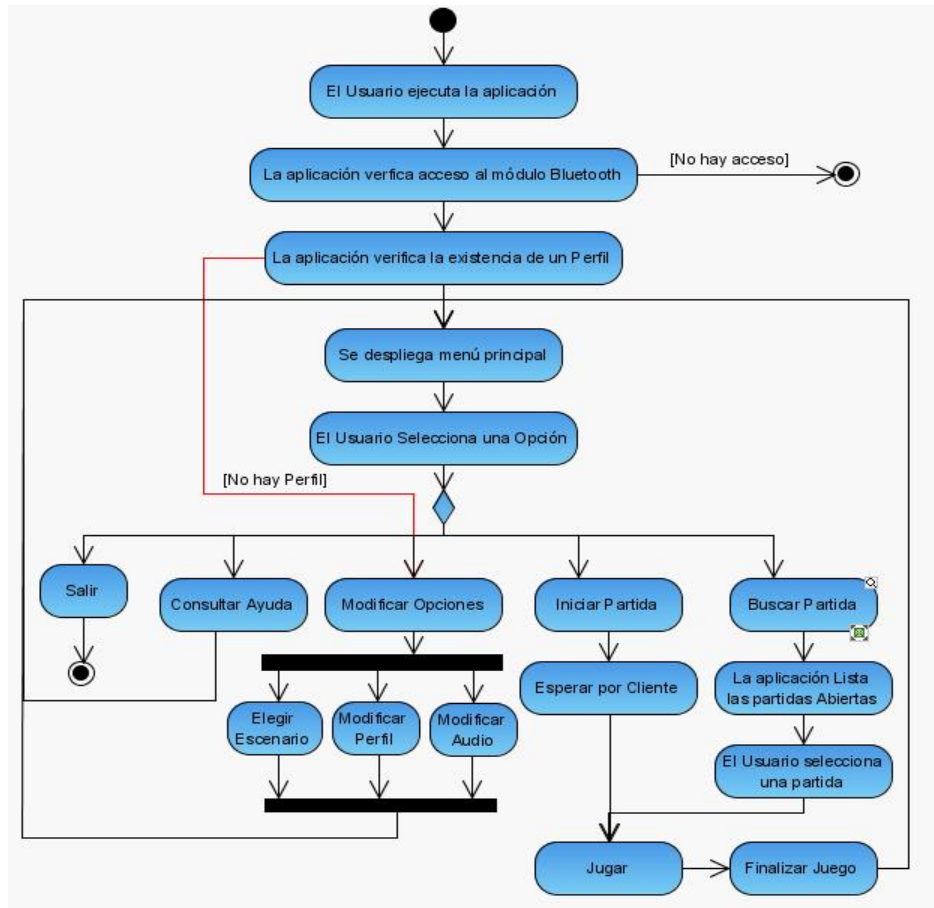 El Usuario ejecuta la aplicación
La aplicación verfica acceso al módulo Bluetooth
[No hay acceso]
La aplicación verifica la existencia de un Perfil
Se despliega menú principal
El Usuario Selecciona una Opción
[No hay Perfil]
Salir
Consultar Ayuda
Modificar Opciones
Iniciar Partida
Buscar Partida
Elegir
Escenario
Modificar
Perfil
Modificar
Audio
Esperar por Cliente
La aplicación Lista
las partidas Abiertas
El Usuario selecciona
una partida
Jugar
Finalizar Juego